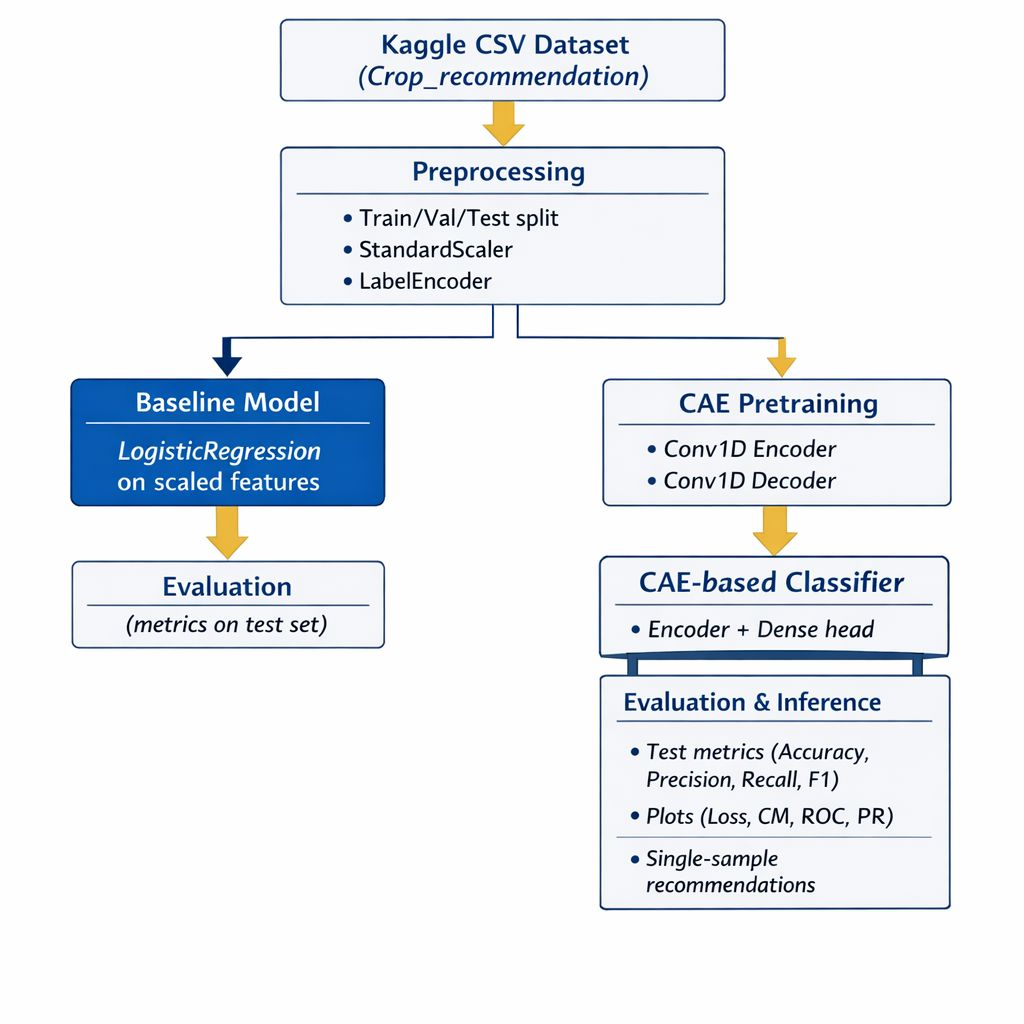 Kaggle CSV Dataset
(Crop_recommendation)
Preprocessing
• Train/Val/Test split
• StandardScaler
• LabelEncoder
Baseline Model
LogisticRegression
on scaled features
Evaluation
(metrics on test set)
CAE Pretraining
• Conv1D Encoder
• Conv1D Decoder
CAE-based Classifier
• Encoder + Dense head
Evaluation & Inference
• Test metrics (Accuracy,
Precision, Recall, F1)
• Plots (Loss, CM, ROC, PR)
• Single-sample
recommendations